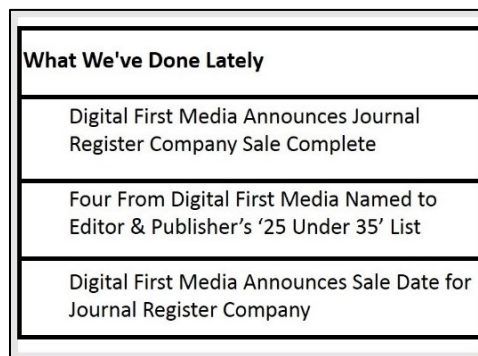 What We've Done Lately
Digital First Media Announces Journal
Register Company Sale Complete
Four From Digital First Media Named to
Editor & Publisher’s ‘25 Under 35’ List
Digital First Media Announces Sale Date for
Journal Register Company